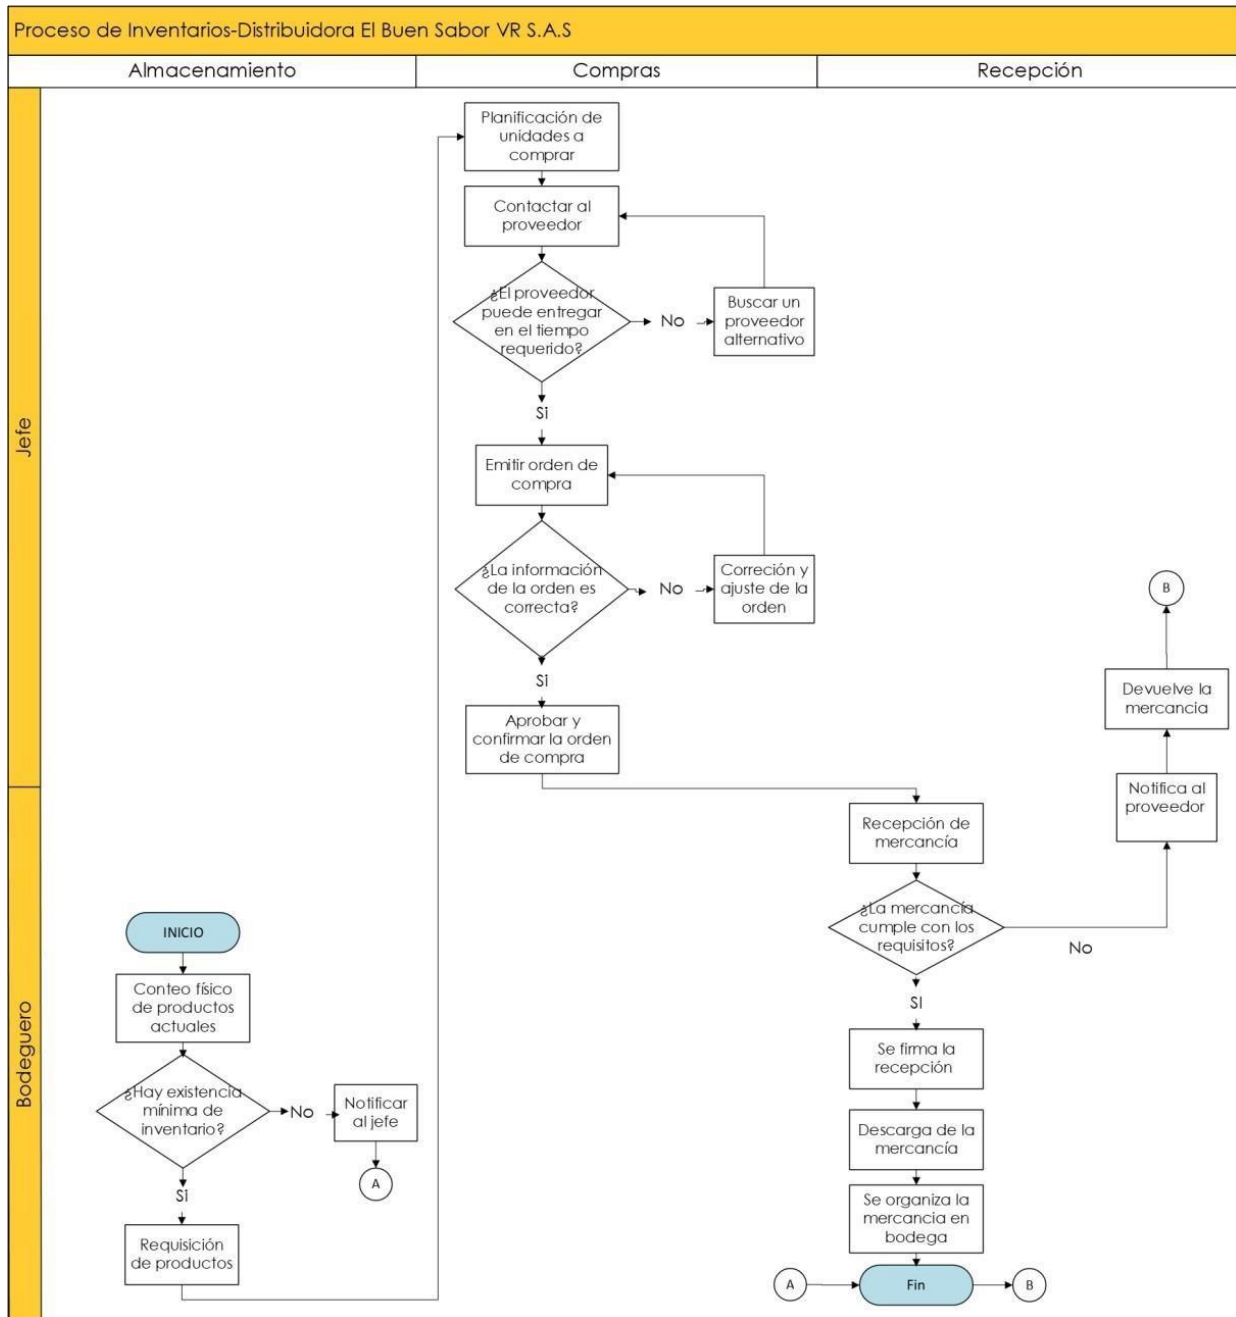 Proceso de Inventarios-Distribuidora El Buen Sabor VR S.A.S
Almacenamiento
Compras
Recepción
Jefe
Planificación de
unidades a
comprar
Contactar al
proveedor
¿El proveedor
puede entregar
en el tiempo
requerido?
No
Buscar un
proveedor
alternativo
Si
Emitir orden de
compra
¿La información
de la orden es
correcta?
No
Correción y
ajuste de la
orden
Si
Aprobar y
confirmar la orden
de compra
B
Devuelve la
mercancia
Notifica al
proveedor
Bodeguero
Recepción de
mercancía
¿La mercancía
cumple con los
requisitos?
No
SI
Se firma la
recepción
Descarga de la
mercancía
Se organiza la
mercancia en
bodega
A
Fin
B
INICIO
Conteo físico
de productos
actuales
¿Hay existencia
mínima de
inventario?
No
Notificar
al jefe
A
SI
Requisición
de productos